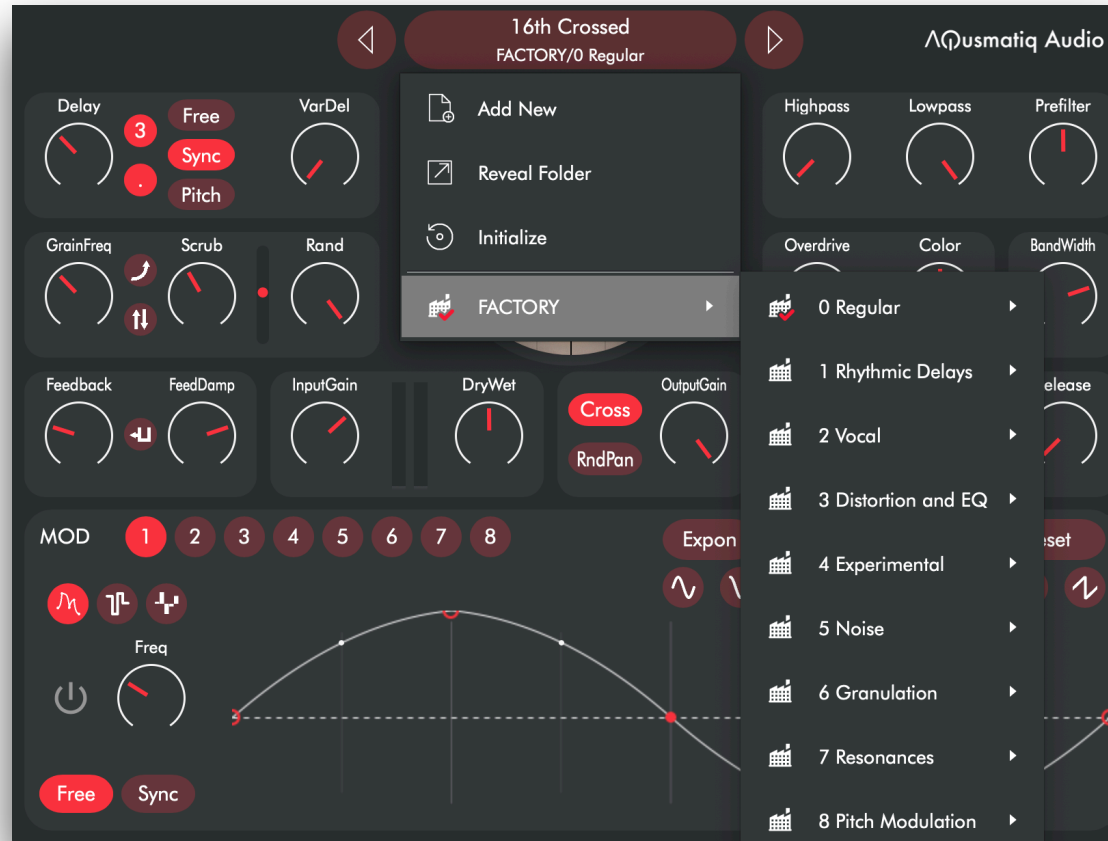 16th Crossed
FACTORY/0 Regular
AQusmatiq Audio
Delay
3
.
Free
Sync
Pitch
VarDel
Add New
Reveal Folder
Initialize
FACTORY
Highpass
Lowpass
Prefilter
GrainFreq
Scrub
Rand
Overdrive
Color
BandWidth
0 Regular
1 Rhythmic Delays
2 Vocal
3 Distortion and EQ
4 Experimental
5 Noise
6 Granulation
7 Resonances
8 Pitch Modulation
Feedback
FeedDamp
InputGain
DryWet
Cross
RndPan
OutputGain
elease
MOD
1 2 3 4 5 6 7 8
Expon
eset
Freq
Free
Sync